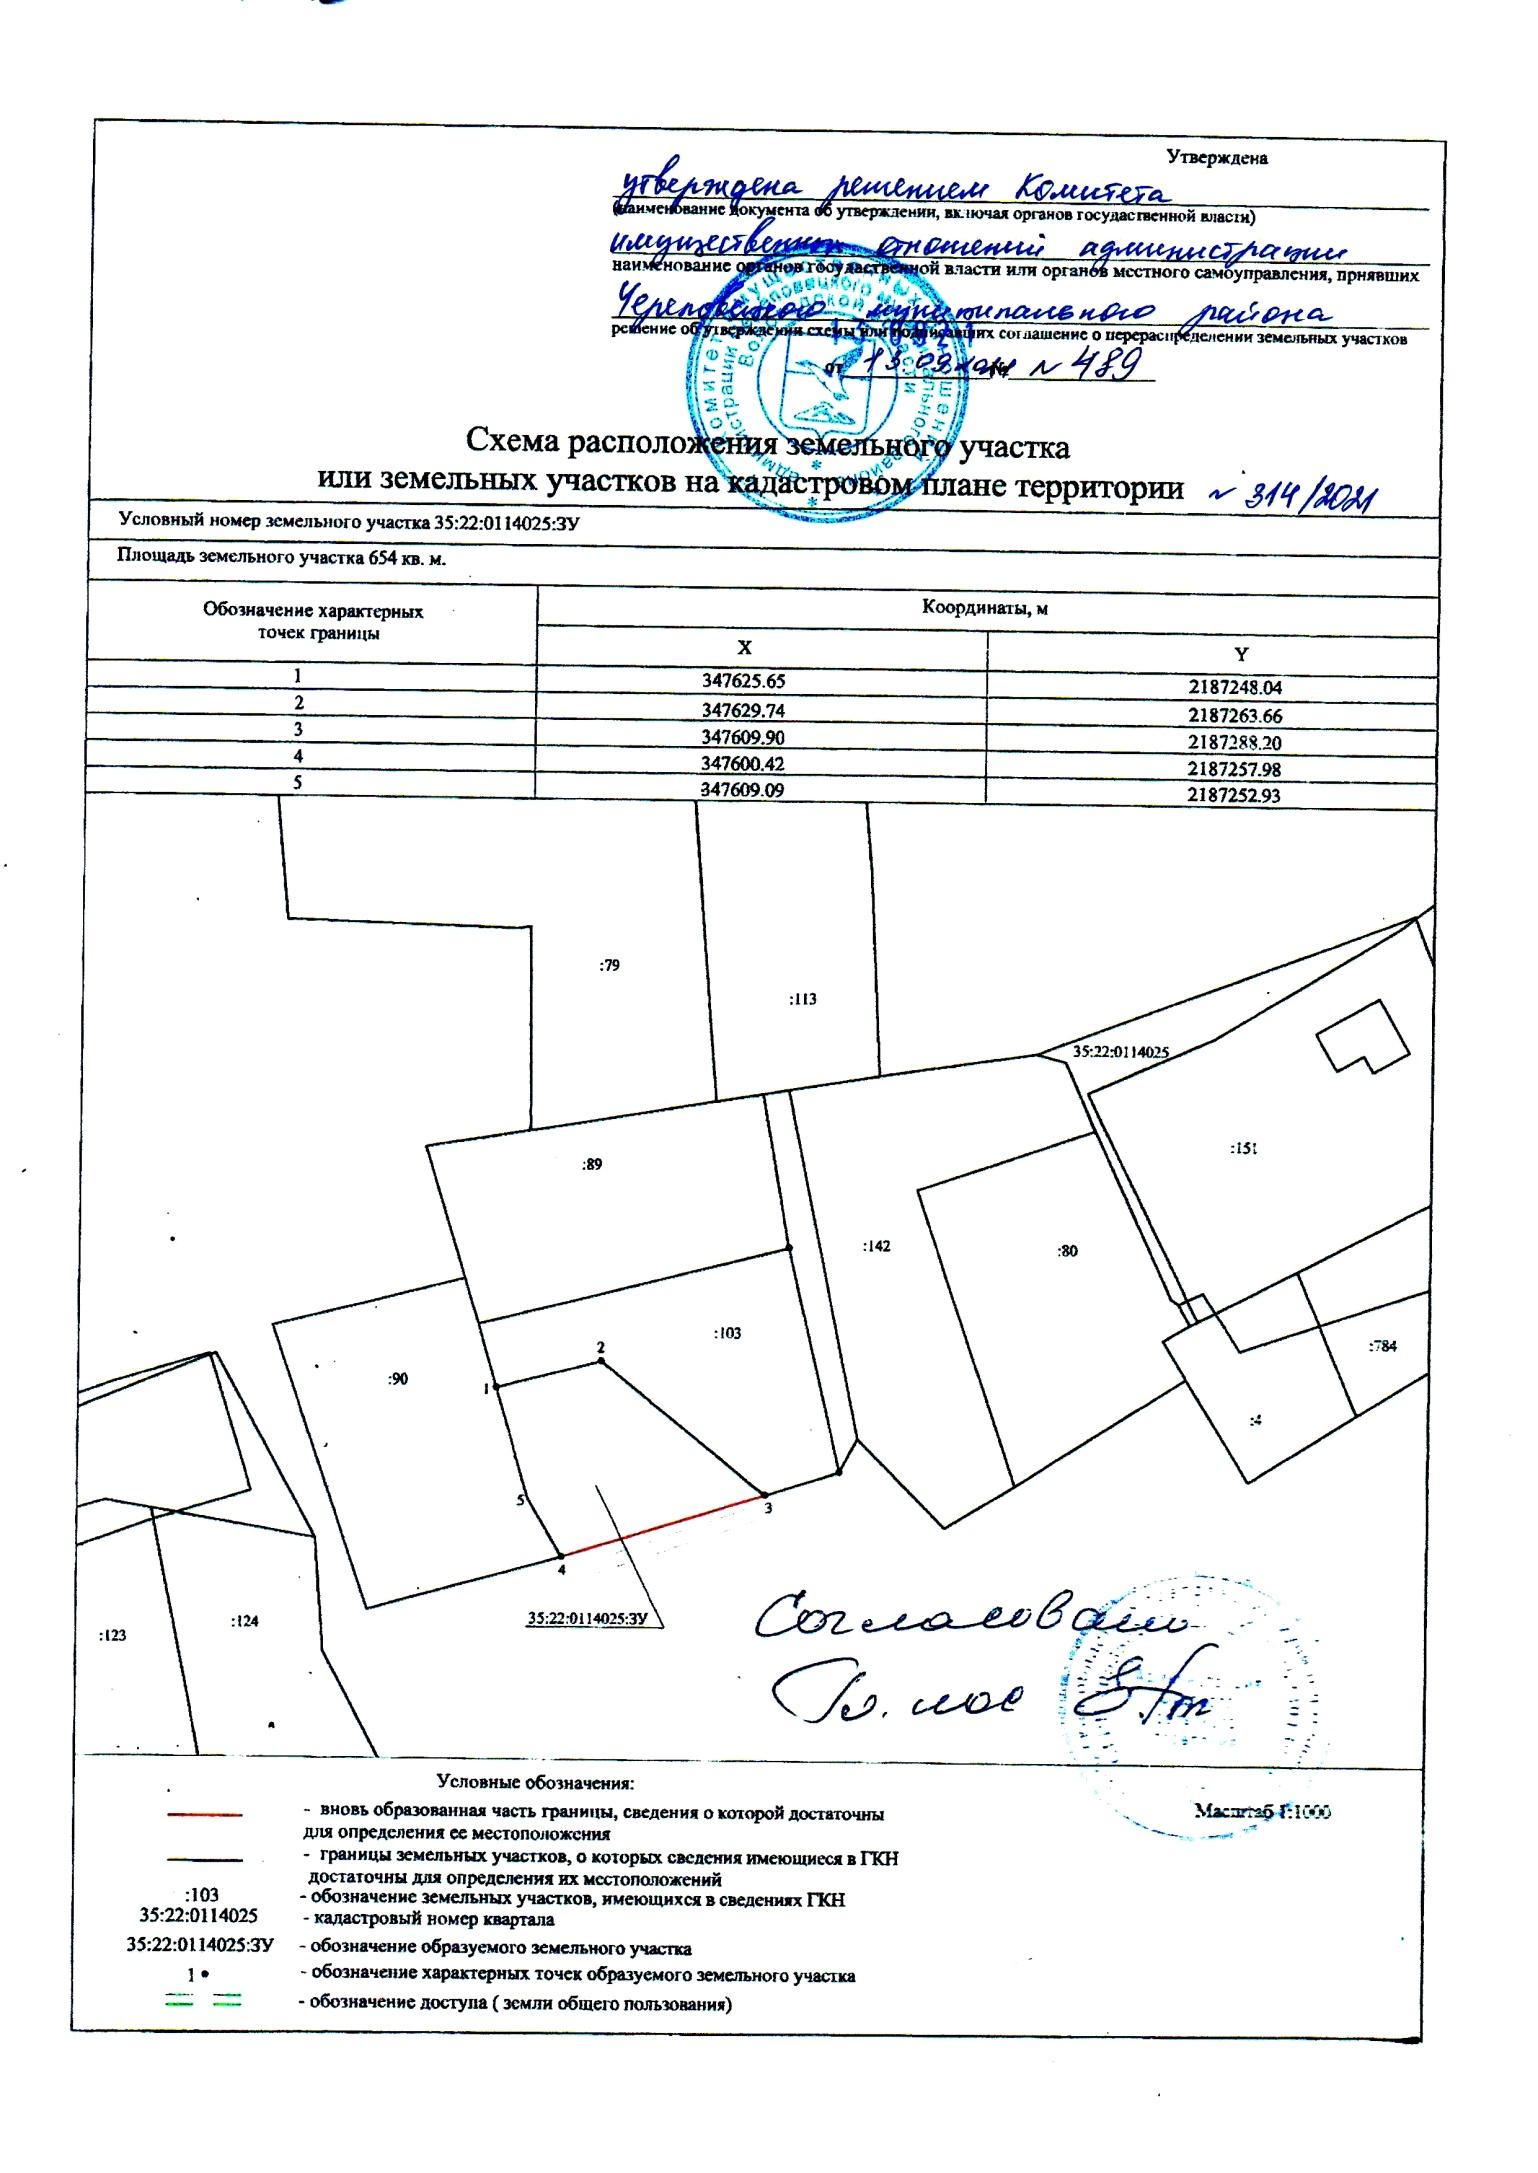 Утверждена
утверждена решением Комитета
(наименование документа об утверждении, включая органов госудаственной власти)
имущественных отношений администрации
наименование органов госудаственной власти или органов местного самоуправления, прнявших
Череповецкого муниципального района
решение об утверждении схемы или подписавших соглашение о перераспределении земельных участков
от № 489
Схема расположения земельного участка
или земельных участков на кадастровом плане территории № 314/2021
Условный номер земельного участка 35:22:0114025:ЗУ
Площадь земельного участка 654 кв. м.
Обозначение характерных точек границы
Координаты, м
X Y
1 347625.65 2187248.04
2 347629.74 2187263.66
3 347609.90 2187288.20
4 347600.42 2187257.98
5 347609.09 2187252.93
:79
:113
35:22:0114025
:151
:89
:142
:80
:103
:784
2
:90
1
:4
5
3
4
35:22:0114025:ЗУ
:124
:123
Согласовано
Условные обозначения:
- вновь образованная часть границы, сведения о которой достаточны
для определения ее местоположения
Масштаб 1:1000
- границы земельных участков, о которых сведения имеющиеся в ГКН
достаточны для определения их местоположений
:103 - обозначение земельных участков, имеющихся в сведениях ГКН
35:22:0114025 - кадастровый номер квартала
35:22:0114025:ЗУ - обозначение образуемого земельного участка
1 • - обозначение характерных точек образуемого земельного участка
- обозначение доступа ( земли общего пользования)